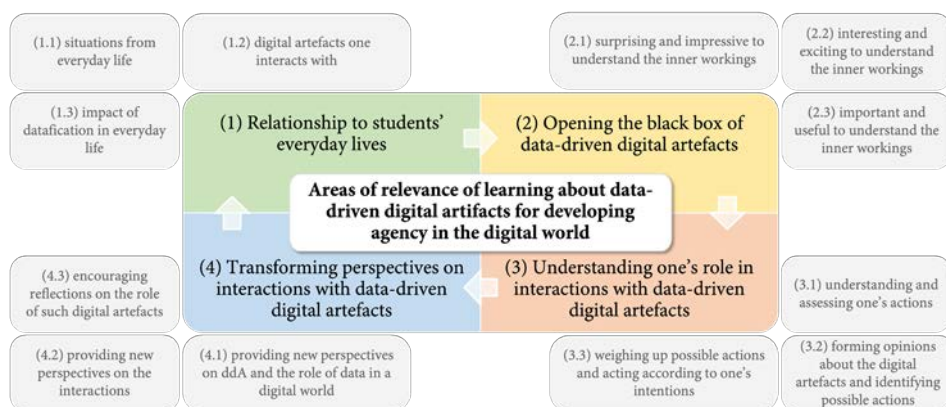 (1.1) situations from
everyday life
(1.2) digital artefacts one
interacts with
(2.1) surprising and impressive to
understand the inner workings
(2.2) interesting and
exciting to understand
the inner workings
(1.3) impact of
datafication in everyday
life
(1) Relationship to students’
everyday lives
(2) Opening the black box of
data-driven digital artefacts
(2.3) important and
useful to understand the
inner workings
Areas of relevance of learning about data-
driven digital artifacts for developing
agency in the digital world
(4.3) encouraging
reflections on the role
of such digital artefacts
(4) Transforming perspectives on
interactions with data-driven
digital artefacts
(3) Understanding one’s role in
interactions with data-driven
digital artefacts
(3.1) understanding and
assessing one’s actions
(4.2) providing new
perspectives on the
interactions
(4.1) providing new perspectives
on ddA and the role of data in a
digital world
(3.3) weighing up possible actions
and acting according to one’s
intentions
(3.2) forming opinions
about the digital
artefacts and identifying
possible actions